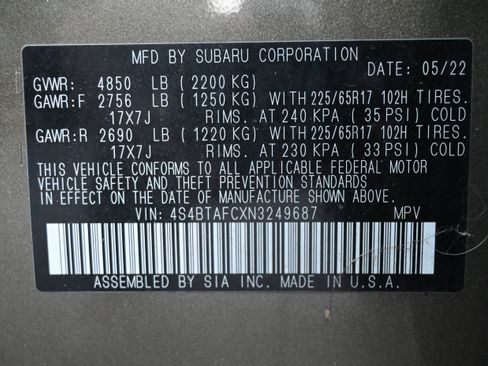 MFD BY SUBARU CORPORATION
DATE: 05/22
GVWR: 4850 LB (2200 KG)
GAWR:F 2756 LB (1250 KG) WITH 225/65R17 102H TIRES.
17X7J RIMS. AT 240 KPA (35 PSI) COLD
GAWR:R 2690 LB (1220 KG) WITH 225/65R17 102H TIRES.
17X7J RIMS. AT 230 KPA (33 PSI) COLD
THIS VEHICLE CONFORMS TO ALL APPLICABLE FEDERAL MOTOR
VEHICLE SAFETY AND THEFT PREVENTION STANDARDS
IN EFFECT ON THE DATE OF MANUFACTURE SHOWN ABOVE.
VIN: 4S4BTAFCXN3249687 MPV
ASSEMBLED BY SIA INC. MADE IN U.S.A.